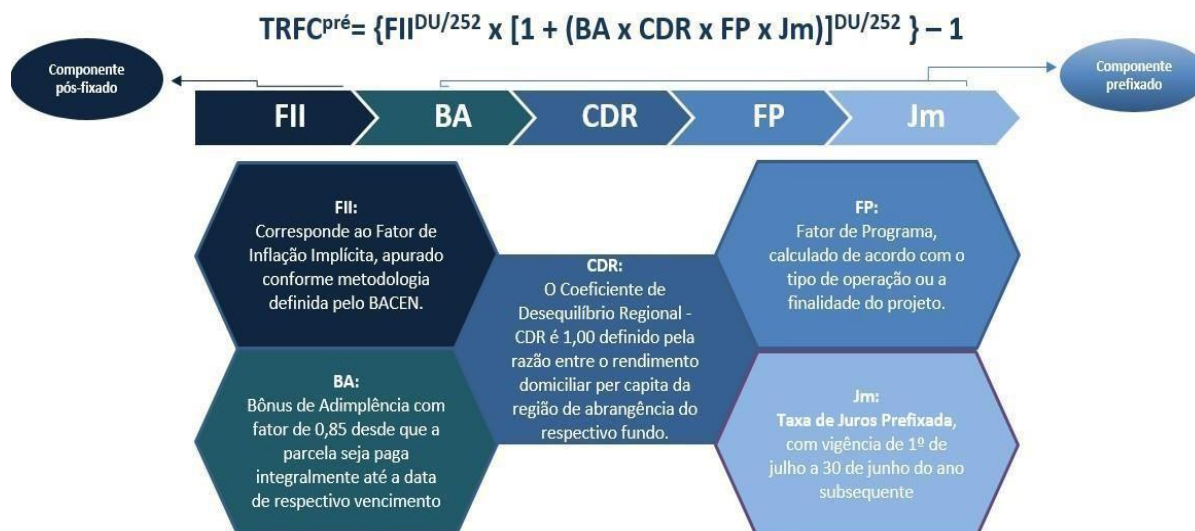 TRFCpré= {FIIDU/252 x [1 + (BA x CDR x FP x Jm)]DU/252 } – 1
Componente
pós-fixado
Componente
prefixado
FII
BA
CDR
FP
Jm
FII:
Corresponde ao Fator de
Inflação Implícita, apurado
conforme metodologia
definida pelo BACEN.
BA:
Bônus de Adimplência com
fator de 0,85 desde que a
parcela seja paga
integralmente até a data
de respectivo vencimento
CDR:
O Coeficiente de
Desequilíbrio Regional -
CDR é 1,00 definido pela
razão entre o rendimento
domiciliar per capita da
região de abrangência do
respectivo fundo.
FP:
Fator de Programa,
calculado de acordo com o
tipo de operação ou a
finalidade do projeto.
Jm:
Taxa de Juros Prefixada,
com vigência de 1º de
julho a 30 de junho do ano
subsequente